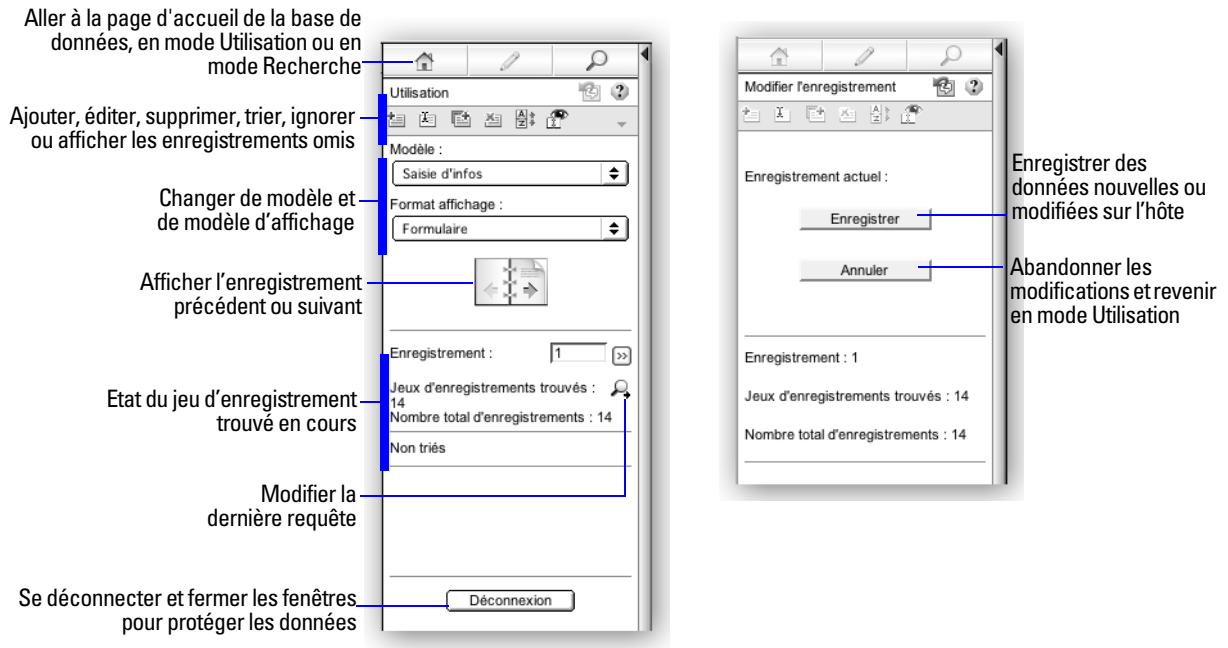 Aller à la page d'accueil de la base de
données, en mode Utilisation ou en
mode Recherche
Ajouter, éditer, supprimer, trier, ignorer
ou afficher les enregistrements omis
Changer de modèle et
de modèle d’affichage
Afficher l’enregistrement
précédent ou suivant
Etat du jeu d’enregistrement
trouvé en cours
Modifier la
dernière requête
Se déconnecter et fermer les fenêtres
pour protéger les données
Utilisation
Modèle :
Saisie d'infos
Format affichage :
Formulaire
Enregistrement : 1
Jeux d'enregistrements trouvés :
14
Nombre total d'enregistrements : 14
Non triés
Déconnexion
Modifier l'enregistrement
Enregistrement actuel :
Enregistrer
Annuler
Enregistrement : 1
Jeux d'enregistrements trouvés : 14
Nombre total d'enregistrements : 14
Enregistrer des
données nouvelles ou
modifiées sur l’hôte
Abandonner les
modifications et revenir
en mode Utilisation